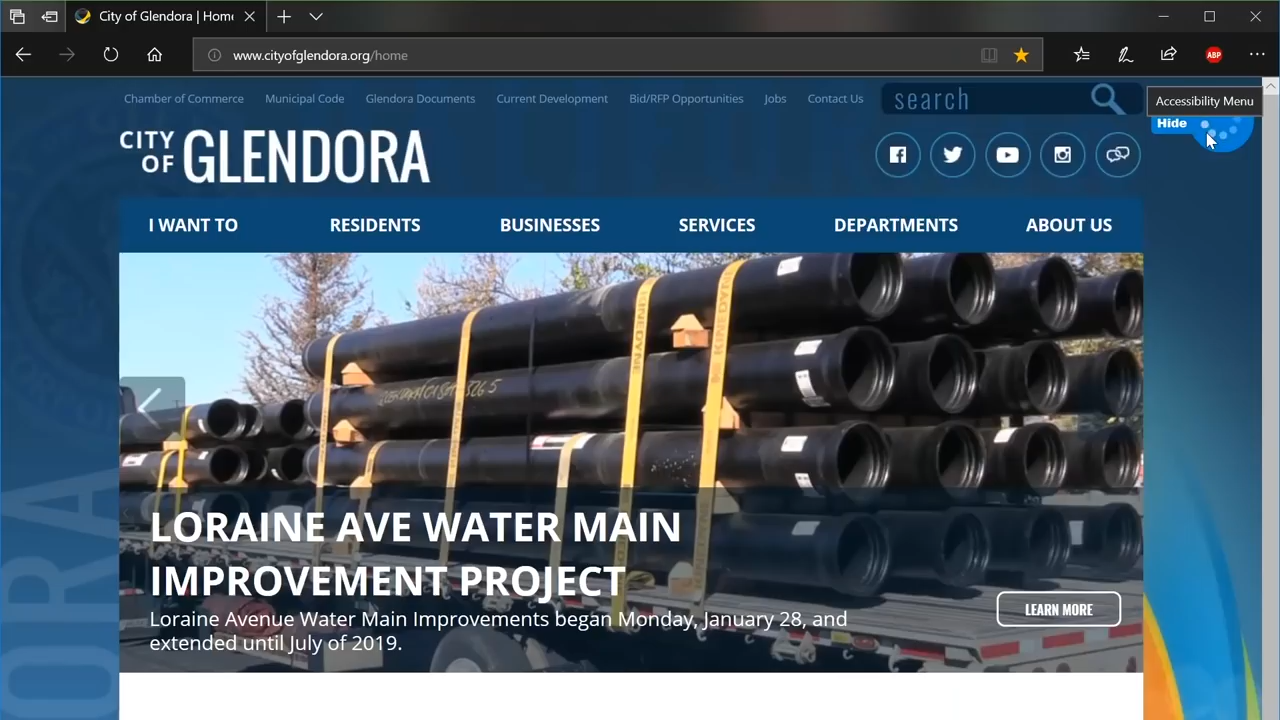 City of Glendora | Home
www.cityofglendora.org/home
ABP
Chamber of Commerce
Municipal Code
Glendora Documents
Current Development
Bid/RFP Opportunities
Jobs
Contact Us
search
Accessibility Menu
Hide
CITY OF GLENDORA
I WANT TO
RESIDENTS
BUSINESSES
SERVICES
DEPARTMENTS
ABOUT US
LORAINE AVE WATER MAIN
IMPROVEMENT PROJECT
Loraine Avenue Water Main Improvements began Monday, January 28, and
extended until July of 2019.
LEARN MORE
ORA